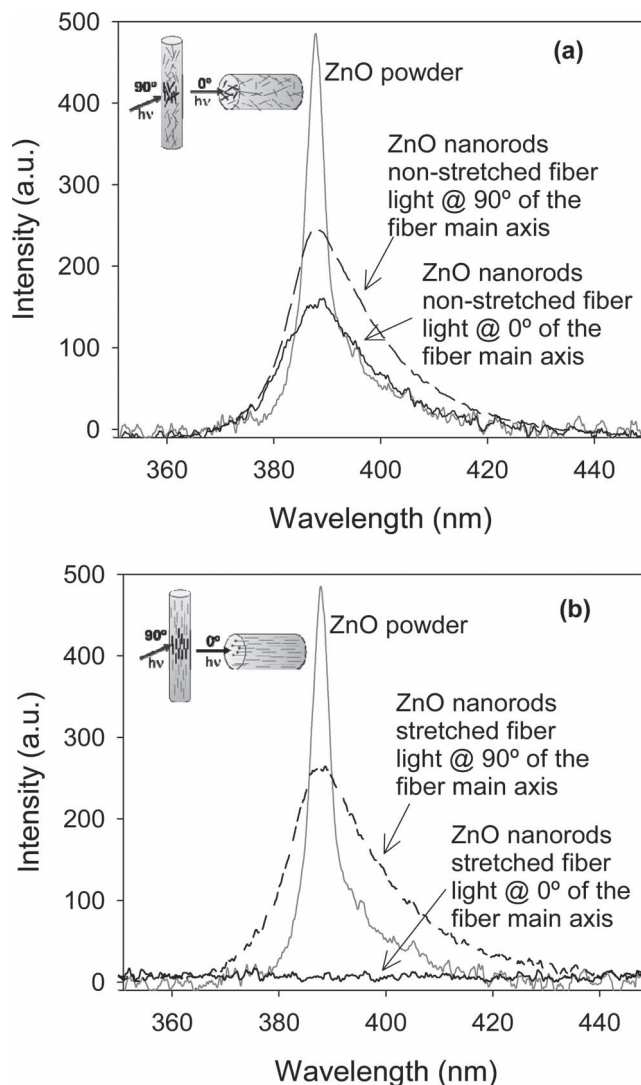 500
(a)
ZnO powder
90º
hν
0º
hν
400
ZnO nanorods
non-stretched fiber
light @ 90º of the
fiber main axis
300
ZnO nanorods
non-stretched fiber
light @ 0º of the
fiber main axis
200
100
0
Intensity (a.u.)
360 380 400 420 440
Wavelength (nm)
500
(b)
ZnO powder
90º
hν
0º
hν
400
ZnO nanorods
stretched fiber
light @ 90º of the
fiber main axis
300
ZnO nanorods
stretched fiber
light @ 0º of the
fiber main axis
200
100
0
Intensity (a.u.)
360 380 400 420 440
Wavelength (nm)